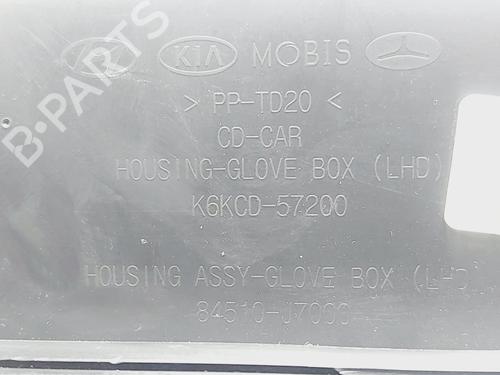 KIA MOBIS
> PP-TD20 <
CD-CAR
HOUSING-GLOVE BOX (LHD)
K6KCD-57200
HOUSING ASSY-GLOVE BOX (LHD
84510-J7000